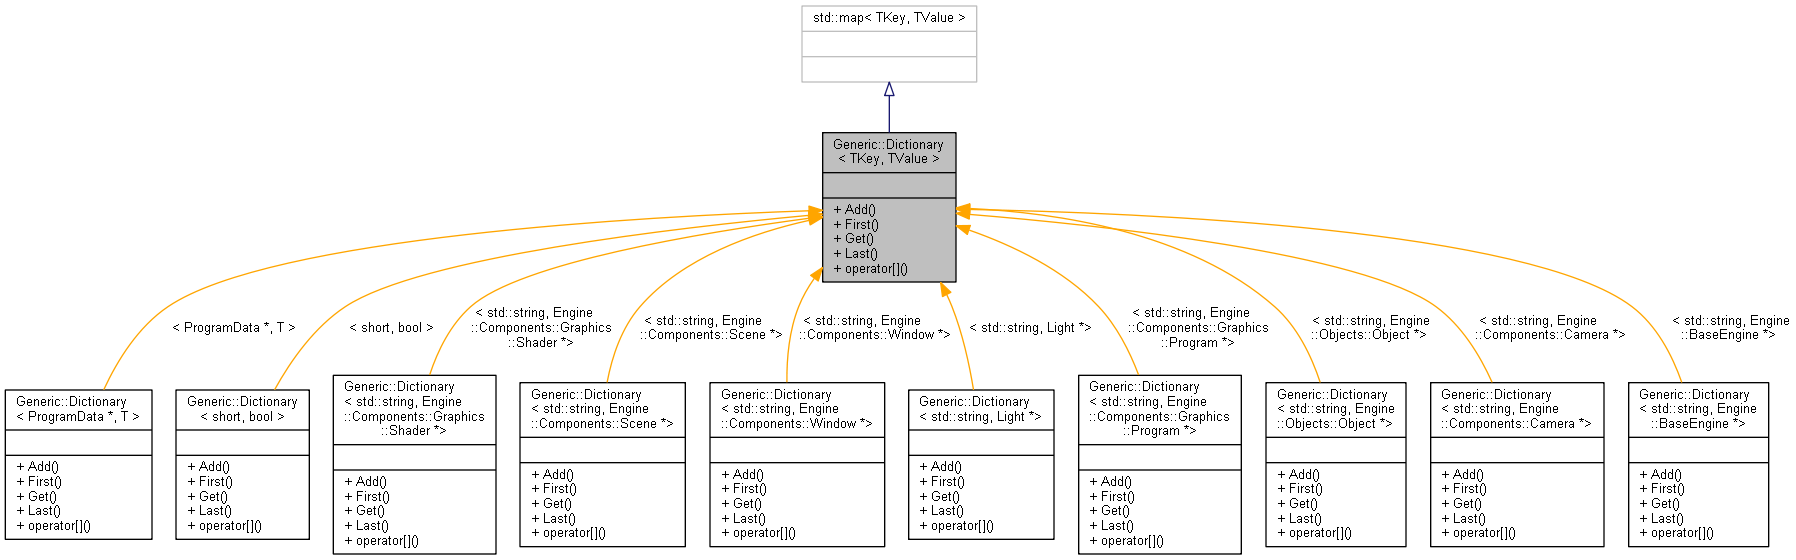 std::map< TKey, TValue >
Generic::Dictionary
< TKey, TValue >
+ Add()
+ First()
+ Get()
+ Last()
+ operator[]()
< ProgramData *, T >
< short, bool >
< std::string, Engine
::Components::Graphics
::Shader *>
< std::string, Engine
::Components::Scene *>
< std::string, Engine
::Components::Window *>
< std::string, Light *>
< std::string, Engine
::Components::Graphics
::Program *>
< std::string, Engine
::Objects::Object *>
< std::string, Engine
::Components::Camera *>
< std::string, Engine
::BaseEngine *>
Generic::Dictionary
< ProgramData *, T >
+ Add()
+ First()
+ Get()
+ Last()
+ operator[]()
Generic::Dictionary
< short, bool >
+ Add()
+ First()
+ Get()
+ Last()
+ operator[]()
Generic::Dictionary
< std::string, Engine
::Components::Graphics
::Shader *>
+ Add()
+ First()
+ Get()
+ Last()
+ operator[]()
Generic::Dictionary
< std::string, Engine
::Components::Scene *>
+ Add()
+ First()
+ Get()
+ Last()
+ operator[]()
Generic::Dictionary
< std::string, Engine
::Components::Window *>
+ Add()
+ First()
+ Get()
+ Last()
+ operator[]()
Generic::Dictionary
< std::string, Light *>
+ Add()
+ First()
+ Get()
+ Last()
+ operator[]()
Generic::Dictionary
< std::string, Engine
::Components::Graphics
::Program *>
+ Add()
+ First()
+ Get()
+ Last()
+ operator[]()
Generic::Dictionary
< std::string, Engine
::Objects::Object *>
+ Add()
+ First()
+ Get()
+ Last()
+ operator[]()
Generic::Dictionary
< std::string, Engine
::Components::Camera *>
+ Add()
+ First()
+ Get()
+ Last()
+ operator[]()
Generic::Dictionary
< std::string, Engine
::BaseEngine *>
+ Add()
+ First()
+ Get()
+ Last()
+ operator[]()